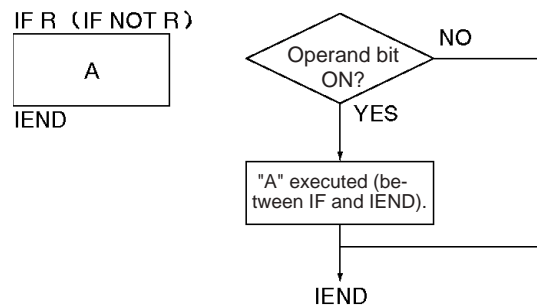 IF R (IF NOT R)
A
IEND
Operand bit
ON?
NO
YES
"A" executed (be-
tween IF and IEND).
IEND